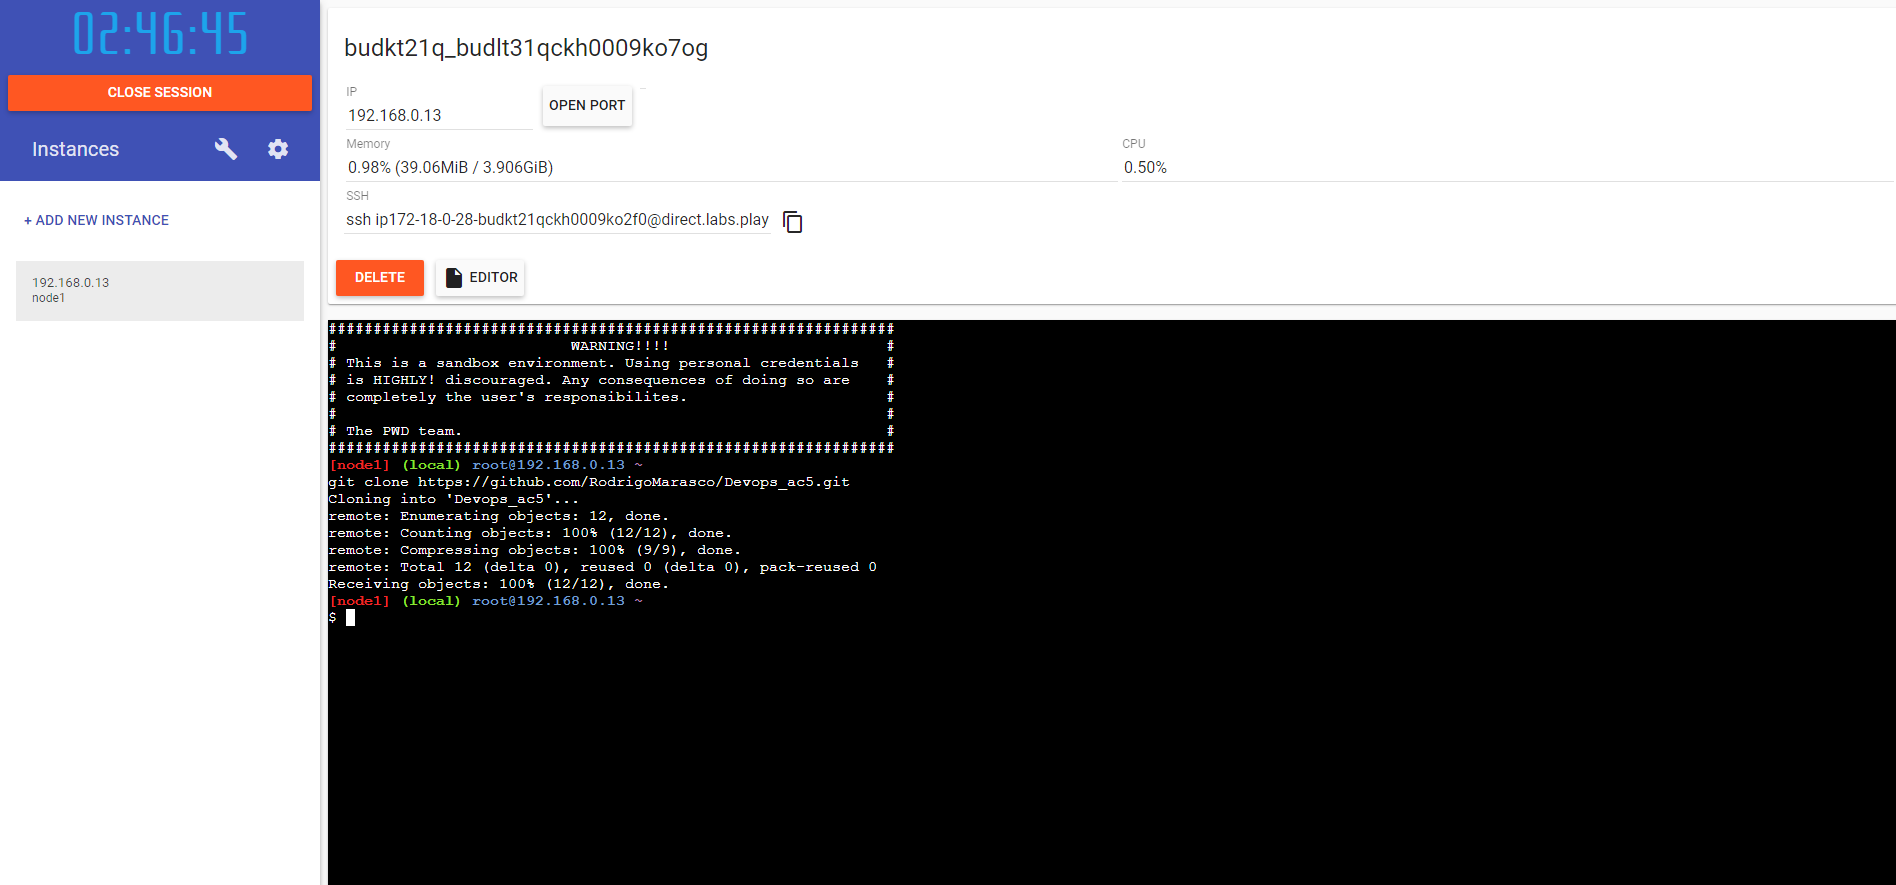 02:46:45
CLOSE SESSION
Instances
+ ADD NEW INSTANCE
192.168.0.13
node1
budkt21q_budlt31qckh0009ko7og
IP
192.168.0.13
OPEN PORT
Memory
0.98% (39.06MiB / 3.906GiB)
CPU
0.50%
SSH
ssh ip172-18-0-28-budkt21qckh0009ko2f0@direct.labs.play
DELETE
EDITOR
###############################################################
#                          WARNING!!!!                        #
# This is a sandbox environment. Using personal credentials   #
# is HIGHLY! discouraged. Any consequences of doing so are    #
# completely the user's responsibilites.                      #
#                                                             #
# The PWD team.                                               #
###############################################################
[node1] (local) root@192.168.0.13 ~
git clone https://github.com/RodrigoMarasco/Devops_ac5.git
Cloning into 'Devops_ac5'...
remote: Enumerating objects: 12, done.
remote: Counting objects: 100% (12/12), done.
remote: Compressing objects: 100% (9/9), done.
remote: Total 12 (delta 0), reused 0 (delta 0), pack-reused 0
Receiving objects: 100% (12/12), done.
[node1] (local) root@192.168.0.13 ~
$